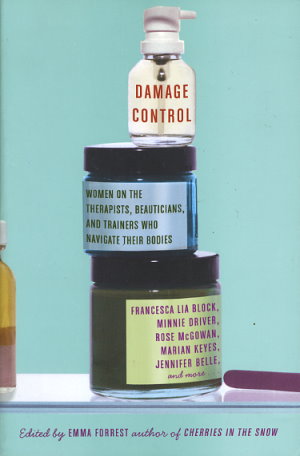 DAMAGE
CONTROL
WOMEN ON THE
THERAPISTS, BEAUTICIANS,
AND TRAINERS WHO
NAVIGATE THEIR BODIES
FRANCESCA LIA BLOCK,
MINNIE DRIVER,
ROSE McGOWAN,
MARIAN KEYES,
JENNIFER BELLE,
and more . . .
Edited by EMMA FORREST author of CHERRIES IN THE SNOW